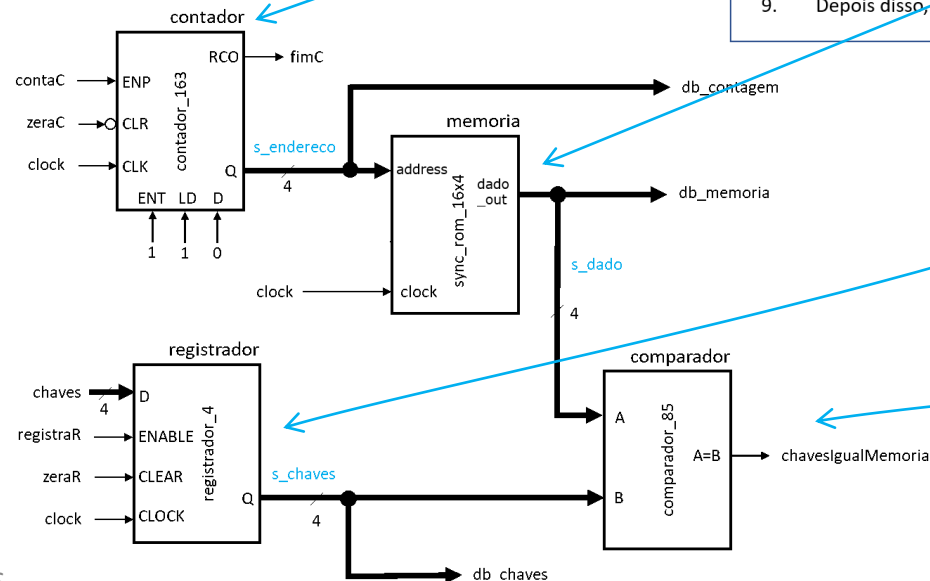 9. Depois disso,
contador
RCO
fimC
contaC
ENP
zeraC
CLR
clock
CLK
contador_163
Q
ENT LD D
1 1 0
s_endereco
4
db_contagem
memoria
address
dado
_out
sync_rom_16x4
clock
clock
db_memoria
s_dado
4
registrador
chaves
4
D
registraR
ENABLE
zeraR
CLEAR
clock
CLOCK
registrador_4
Q
s_chaves
4
db_chaves
comparador
A
comparador_85
A=B
B
chavesIgualMemoria